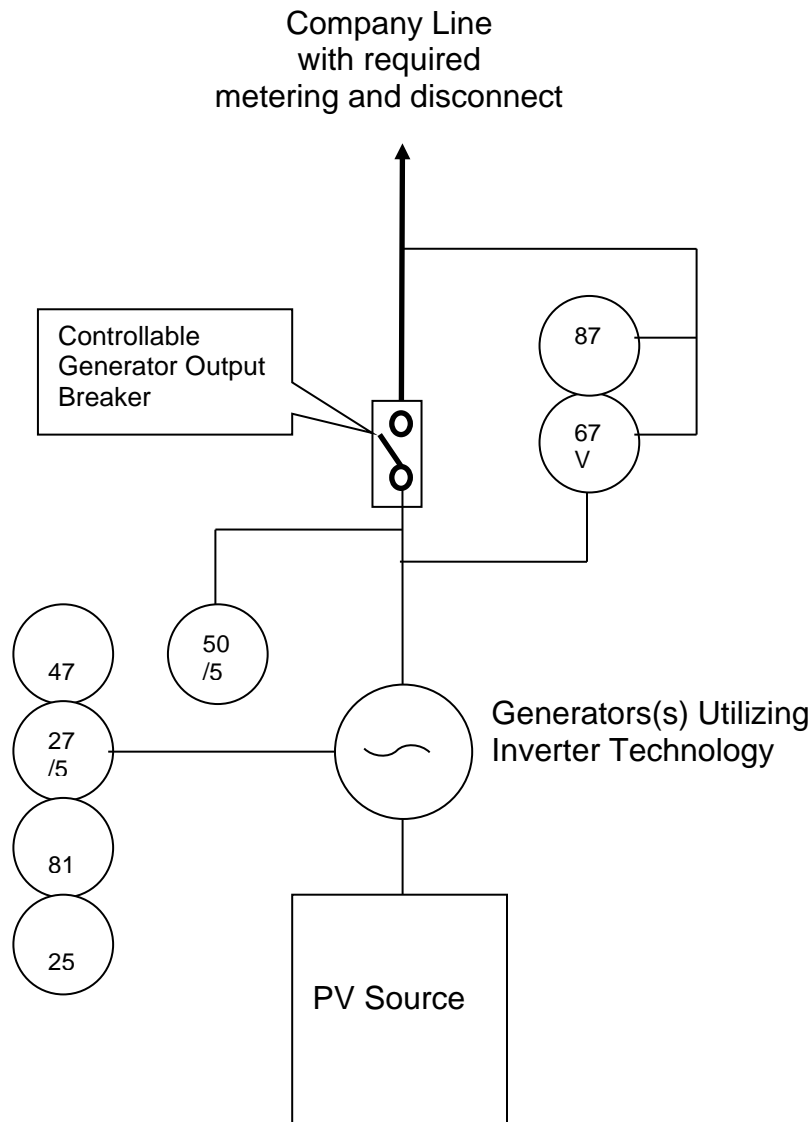 Company Line
with required
metering and disconnect
Controllable
Generator Output
Breaker
87
67
V
50
/5
47
27
/5
81
25
Generators(s) Utilizing
Inverter Technology
PV Source